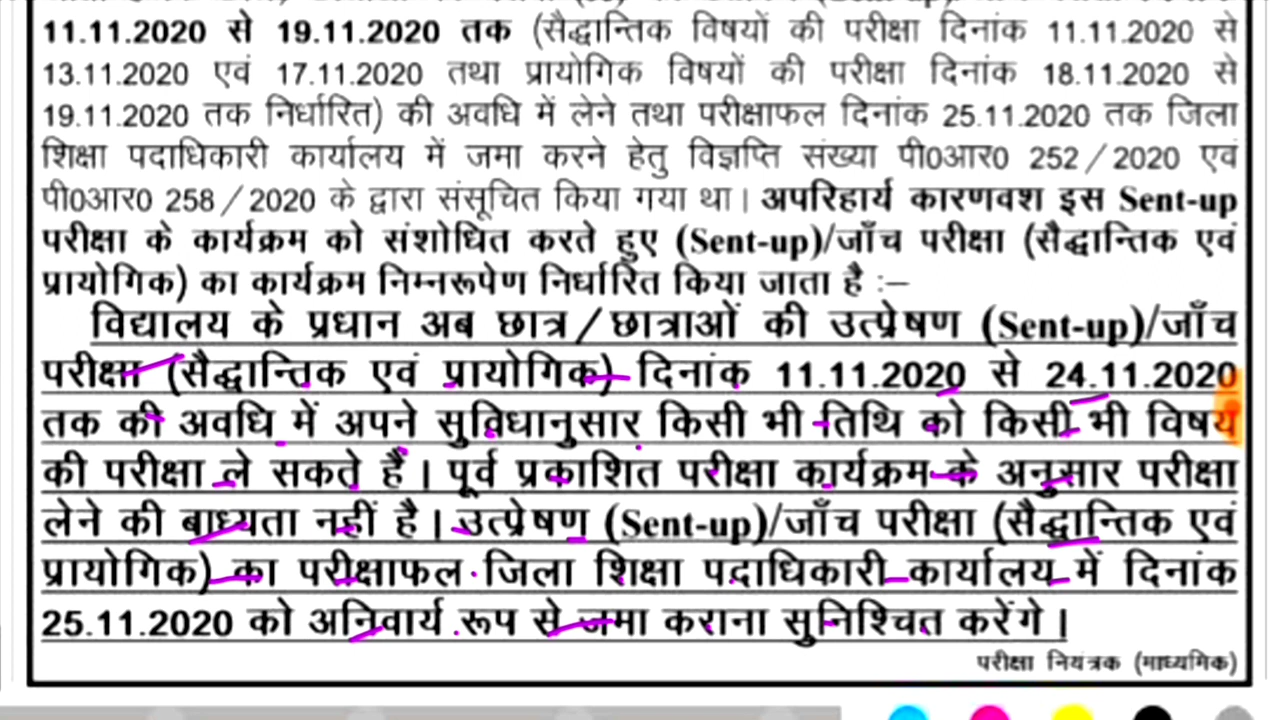 11.11.2020 से 19.11.2020 तक (सैद्धान्तिक विषयों की परीक्षा दिनांक 11.11.2020 से
13.11.2020 एवं 17.11.2020 तथा प्रायोगिक विषयों की परीक्षा दिनांक 18.11.2020 से
19.11.2020 तक निर्धारित) की अवधि में लेने तथा परीक्षाफल दिनांक 25.11.2020 तक जिला
शिक्षा पदाधिकारी कार्यालय में जमा करने हेतु विज्ञप्ति संख्या पी0आर0 252/2020 एवं
पी0आर0 258/2020 के द्वारा संसूचित किया गया था। अपरिहार्य कारणवश इस Sent-up
परीक्षा के कार्यक्रम को संशोधित करते हुए (Sent-up)/जाँच परीक्षा (सैद्धान्तिक एवं
प्रायोगिक) का कार्यक्रम निम्नरूपेण निर्धारित किया जाता है :–
विद्यालय के प्रधान अब छात्र/छात्राओं की उत्प्रेषण (Sent-up)/जाँच
परीक्षा (सैद्धान्तिक एवं प्रायोगिक) दिनांक 11.11.2020 से 24.11.2020
तक की अवधि में अपने सुविधानुसार किसी भी तिथि को किसी भी विषय
की परीक्षा ले सकते हैं। पूर्व प्रकाशित परीक्षा कार्यक्रम के अनुसार परीक्षा
लेने की बाध्यता नहीं है। उत्प्रेषण (Sent-up)/जाँच परीक्षा (सैद्धान्तिक एवं
प्रायोगिक) का परीक्षाफल जिला शिक्षा पदाधिकारी कार्यालय में दिनांक
25.11.2020 को अनिवार्य रूप से जमा कराना सुनिश्चित करेंगे।
परीक्षा नियंत्रक (माध्यमिक)